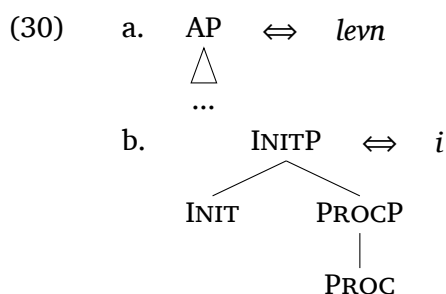 (30) a. AP ⇔ levn
...
b. INITP ⇔ i
INIT PROCP
PROC